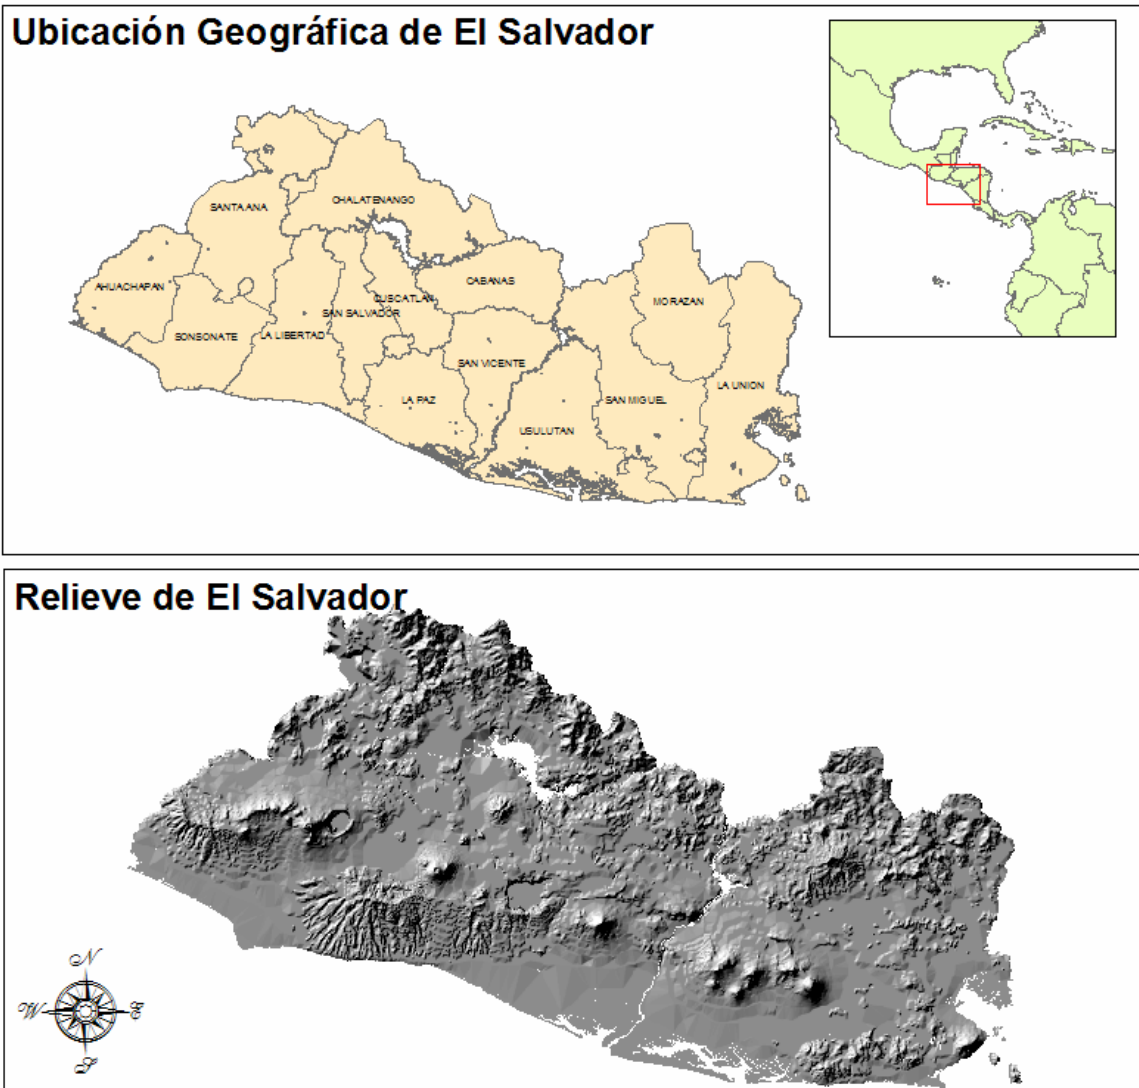 Ubicación Geográfica de El Salvador
CHALATENANGO
SANTA ANA
CABANAS
AHUACHAPAN
CUSCATLAN
MORAZAN
SAN SALVADOR
SONSONATE
LA LIBERTAD
SAN VICENTE
LA UNION
LA PAZ
SAN MIGUEL
USULUTAN
Relieve de El Salvador
N
W
E
S